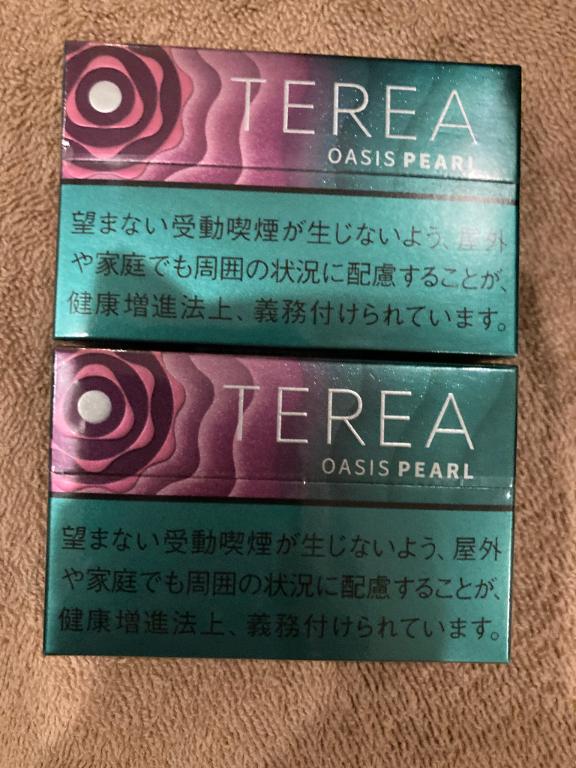 TEREA
OASIS PEARL
望まない受動喫煙が生じないよう、屋外
や家庭でも周囲の状況に配慮することが、
健康増進法上、義務付けられています。
TEREA
OASIS PEARL
望まない受動喫煙が生じないよう、屋外
や家庭でも周囲の状況に配慮することが、
健康増進法上、義務付けられています。